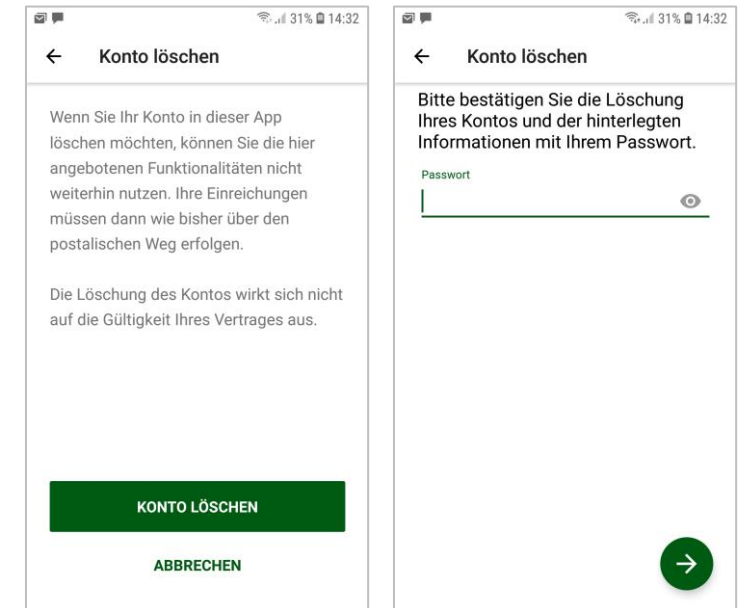 31% 14:32
Konto löschen
Wenn Sie Ihr Konto in dieser App
löschen möchten, können Sie die hier
angebotenen Funktionalitäten nicht
weiterhin nutzen. Ihre Einreichungen
müssen dann wie bisher über den
postalischen Weg erfolgen.
Die Löschung des Kontos wirkt sich nicht
auf die Gültigkeit Ihres Vertrages aus.
KONTO LÖSCHEN
ABBRECHEN
31% 14:32
Konto löschen
Bitte bestätigen Sie die Löschung
Ihres Kontos und der hinterlegten
Informationen mit Ihrem Passwort.
Passwort